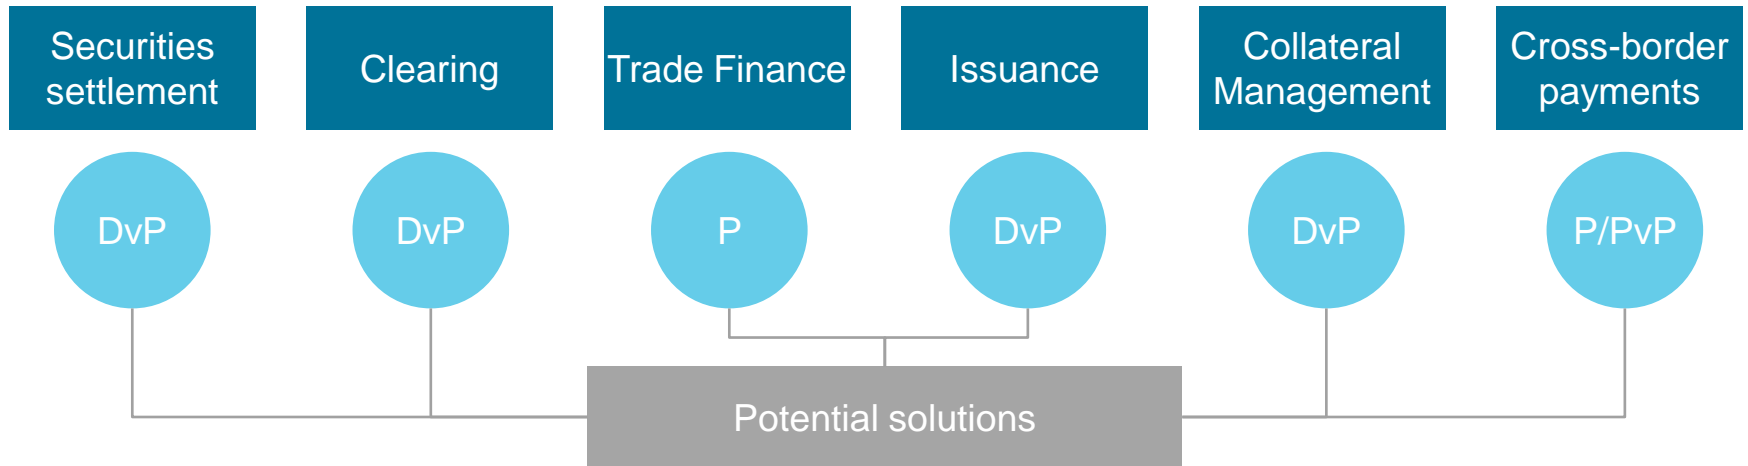 Securities
settlement
Clearing
Trade Finance
Issuance
Collateral
Management
Cross-border
payments
DvP
DvP
P
DvP
DvP
P/PvP
Potential solutions